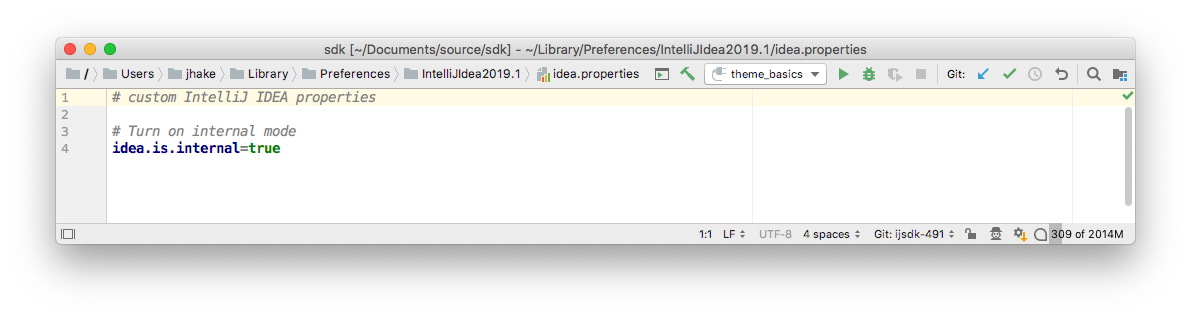 sdk [~/Documents/source/sdk] - ~/Library/Preferences/IntelliJIdea2019.1/idea.properties
/ Users jhake Library Preferences IntelliJIdea2019.1 idea.properties theme_basics Git:
1 # custom IntelliJ IDEA properties
2
3 # Turn on internal mode
4 idea.is.internal=true
1:1 LF UTF-8 4 spaces Git: ijsdk-491 309 of 2014M